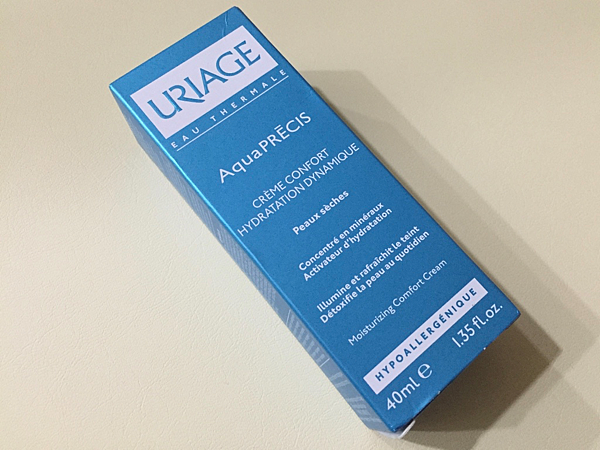 URIAGE
EAU THERMALE
AquaPRĒCIS
CRÈME CONFORT
HYDRATATION DYNAMIQUE
Peaux sèches
Concentré en minéraux
Activateur d'hydratation
Illumine et rafraîchit le teint
Détoxifie la peau au quotidien
Moisturizing Comfort Cream
HYPOALLERGÉNIQUE
40ml ℮ 1.35 fl.oz.